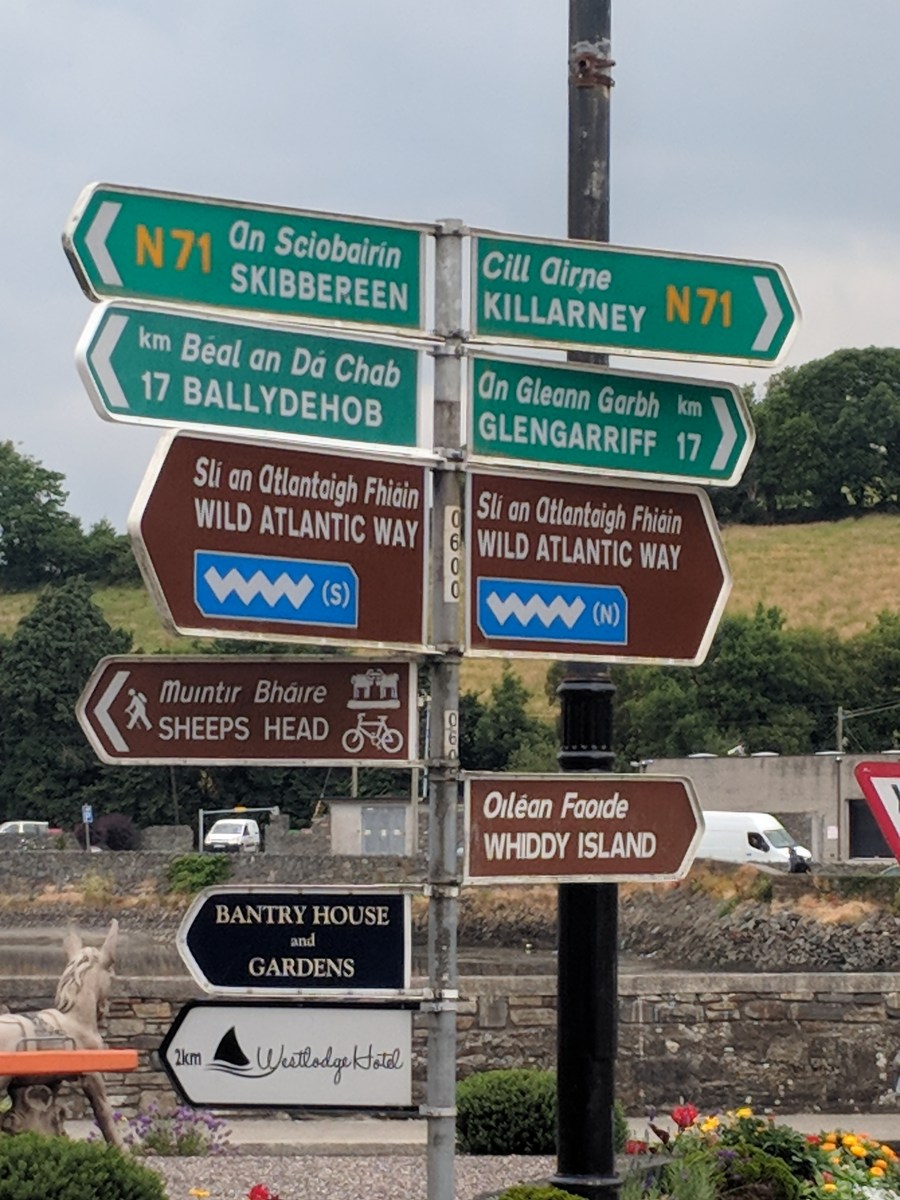 N71 An Sciobairín
SKIBBEREEN
Cill Airne
KILLARNEY N71
km Béal an Dá Chab
17 BALLYDEHOB
An Gleann Garbh km
GLENGARRIFF 17
Slí an Atlantaigh Fhiáin
WILD ATLANTIC WAY
(S)
Slí an Atlantaigh Fhiáin
WILD ATLANTIC WAY
(N)
0600
Muintir Bháire
SHEEPS HEAD
060
Oileán Faoide
WHIDDY ISLAND
BANTRY HOUSE
and
GARDENS
2km Westlodge Hotel